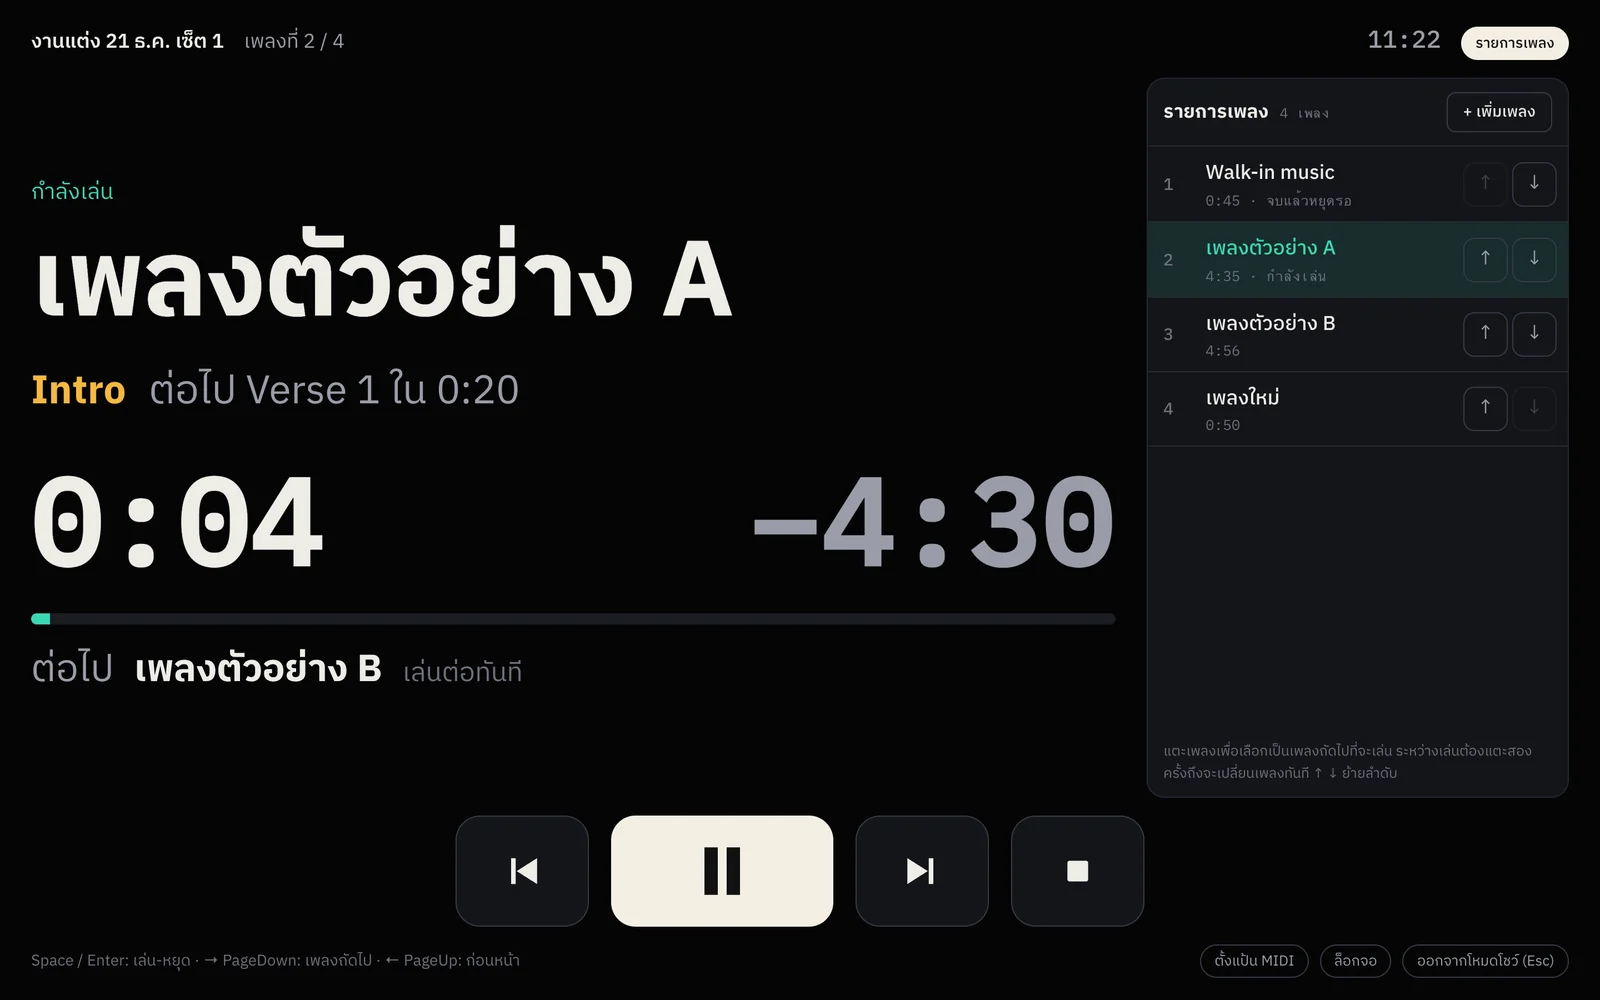 งานแต่ง 21 ธ.ค. เซ็ต 1 เพลงที่ 2 / 4
11:22 รายการเพลง
กำลังเล่น
เพลงตัวอย่าง A
Intro ต่อไป Verse 1 ใน 0:20
0:04 −4:30
ต่อไป เพลงตัวอย่าง B เล่นต่อทันที
รายการเพลง 4 เพลง + เพิ่มเพลง
1 Walk-in music ↑ ↓
0:45 · จบแล้วหยุดรอ
2 เพลงตัวอย่าง A ↑ ↓
4:35 · กำลังเล่น
3 เพลงตัวอย่าง B ↑ ↓
4:56
4 เพลงใหม่ ↑ ↓
0:50
แตะเพลงเพื่อเลือกเป็นเพลงถัดไปที่จะเล่น ระหว่างเล่นต้องแตะสอง
ครั้งถึงจะเปลี่ยนเพลงทันที ↑ ↓ ย้ายลำดับ
Space / Enter: เล่น-หยุด · → PageDown: เพลงถัดไป · ← PageUp: ก่อนหน้า
ตั้งแป้น MIDI ล็อกจอ ออกจากโหมดโชว์ (Esc)